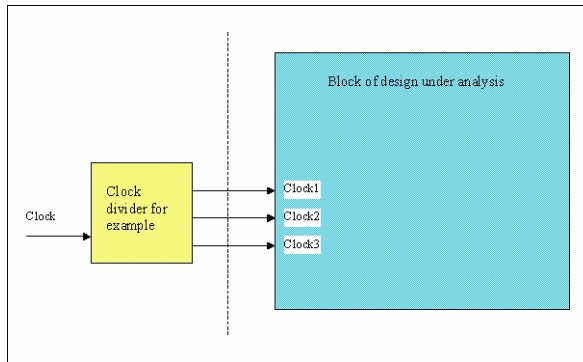 Block of design under analysis
Clock
Clock
divider for
example
Clock1
Clock2
Clock3